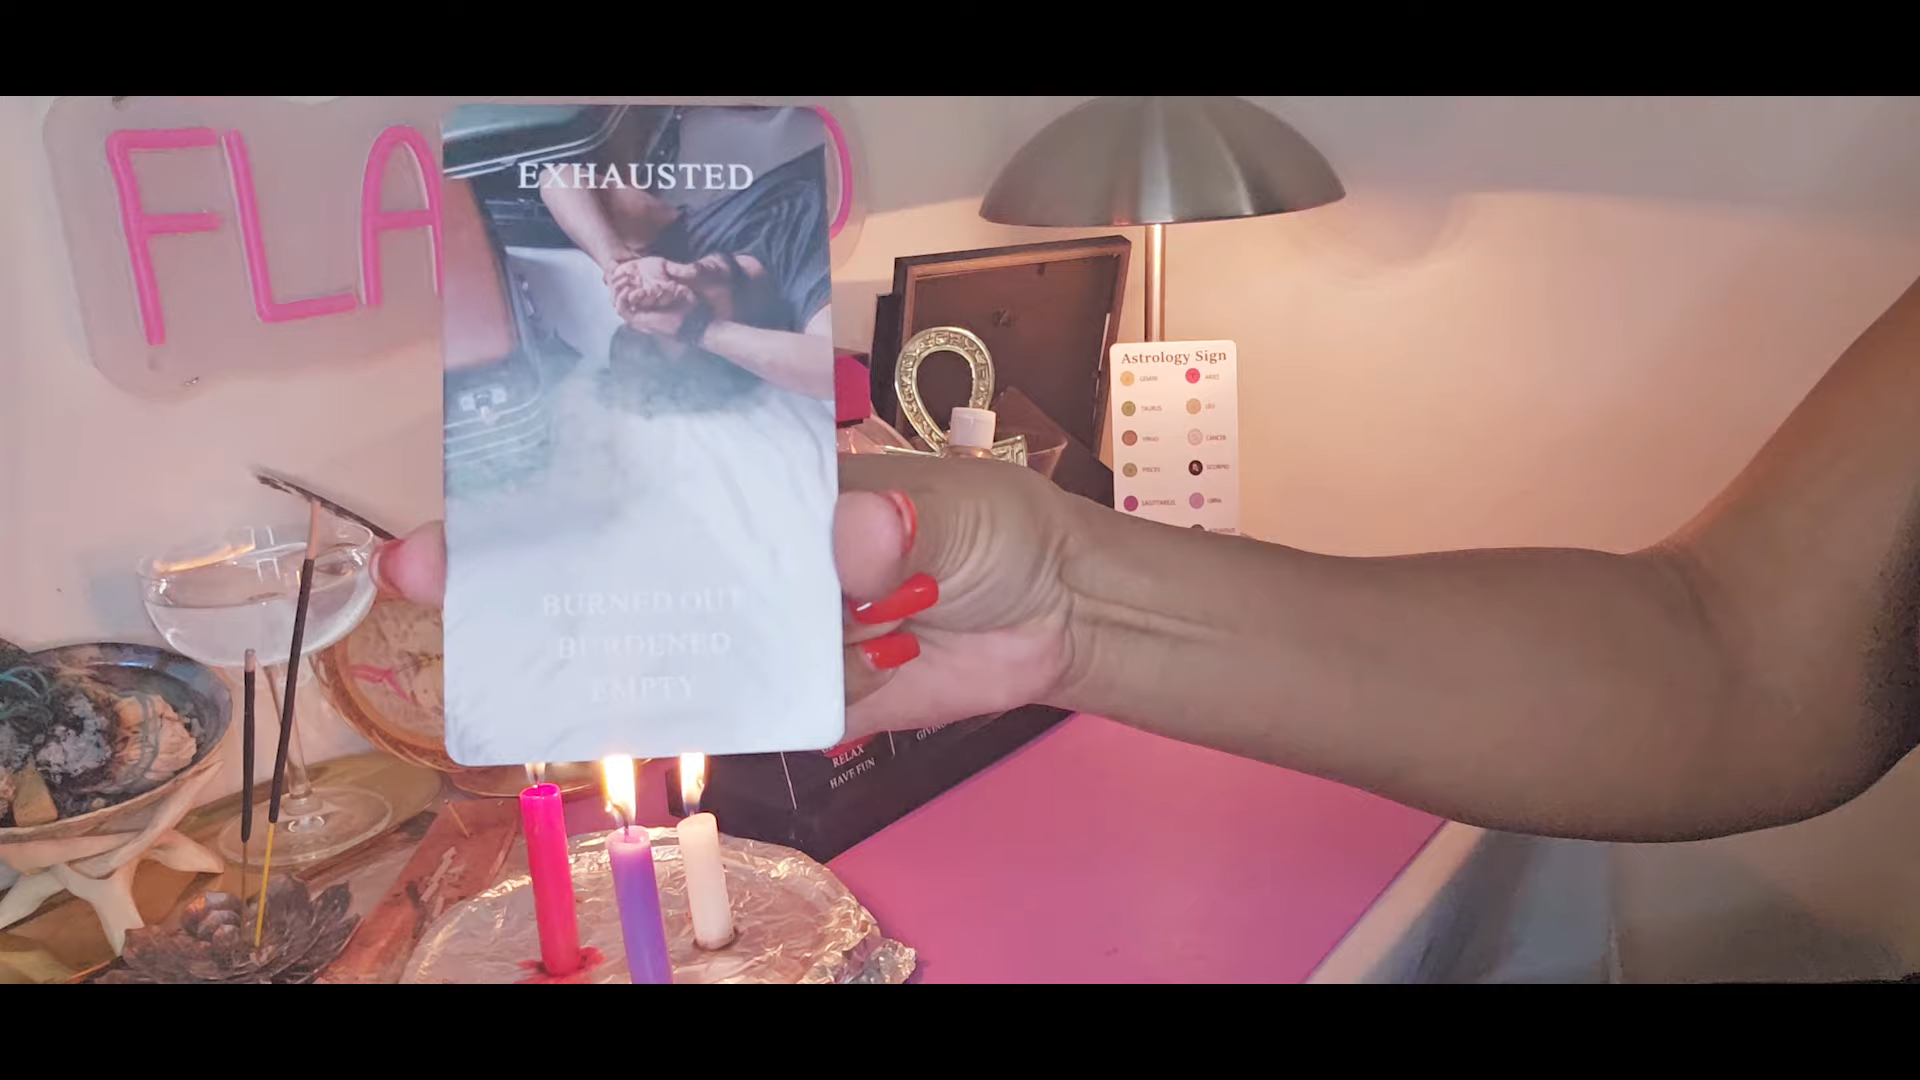 FLA
EXHAUSTED
BURNED OUT
BURDENED
EMPTY
Astrology Sign
GEMINI
ARIES
TAURUS
LEO
VIRGO
CANCER
PISCES
SCORPIO
SAGITTARIUS
LIBRA
RELAX
HAVE FUN
GIVING